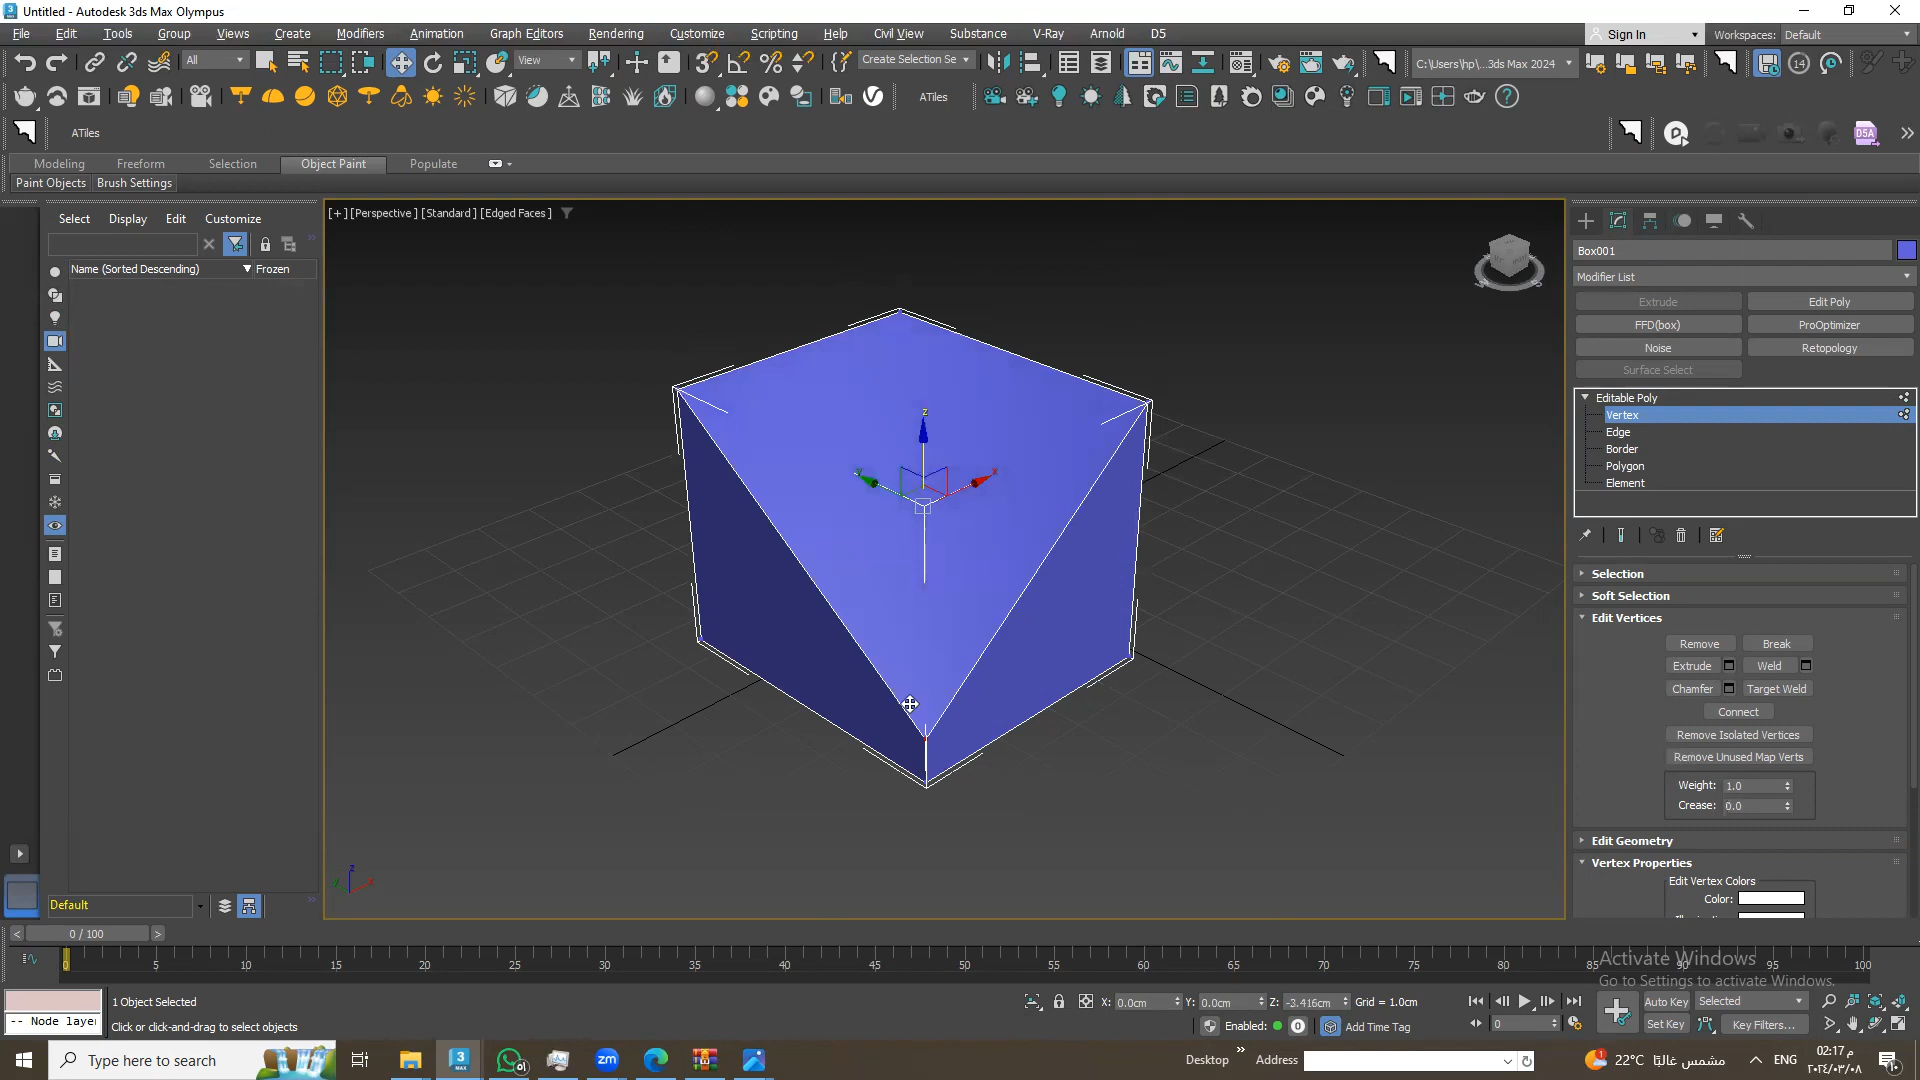 Untitled - Autodesk 3ds Max Olympus
File Edit Tools Group Views Create Modifiers Animation Graph Editors Rendering Customize Scripting Help Civil View Substance V-Ray Arnold D5 Sign In Workspaces: Default
All View Create Selection Se C:\Users\hp\...3ds Max 2024 14
ATiles
ATiles D5A
Modeling Freeform Selection Object Paint Populate
Paint Objects Brush Settings
Select Display Edit Customize
[+] [Perspective ] [Standard ] [Edged Faces ]
Name (Sorted Descending) Frozen
Box001
Modifier List
Extrude Edit Poly
FFD(box) ProOptimizer
Noise Retopology
Surface Select
Editable Poly
Vertex
Edge
Border
Polygon
Element
z
y x
Selection
Soft Selection
Edit Vertices
Remove Break
Extrude Weld
Chamfer Target Weld
Connect
Remove Isolated Vertices
Remove Unused Map Verts
Weight: 1.0
Crease: 0.0
Edit Geometry
Vertex Properties
Edit Vertex Colors
Color:
z
y x
Default
< 0 / 100 >
0 5 10 15 20 25 30 35 40 45 50 55 60 65 70 75 80 85 90 95 100
Activate Windows
Go to Settings to activate Windows.
1 Object Selected X: 0.0cm Y: 0.0cm Z: -3.416cm Grid = 1.0cm Auto Key Selected
-- Node layer Click or click-and-drag to select objects Enabled: 0 Add Time Tag 0 Set Key Key Filters...
Type here to search Desktop Address 22°C مشمس غالبًا ENG 02:17 م
٢٠٢٤/٠٣/٠٨